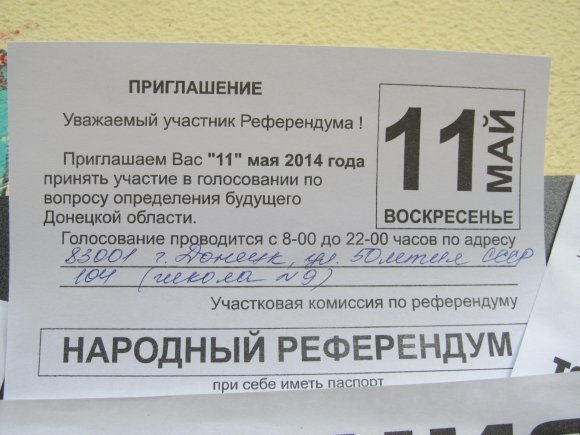 ПРИГЛАШЕНИЕ
Уважаемый участник Референдума !
Приглашаем Вас "11" мая 2014 года
принять участие в голосовании по
вопросу определения будущего
Донецкой области.
11
МАЙ
ВОСКРЕСЕНЬЕ
Голосование проводится с 8-00 до 22-00 часов по адресу
83001 г. Донецк, ул. 50летия СССР
104 (школа №9)
Участковая комиссия по референдуму
НАРОДНЫЙ РЕФЕРЕНДУМ
при себе иметь паспорт